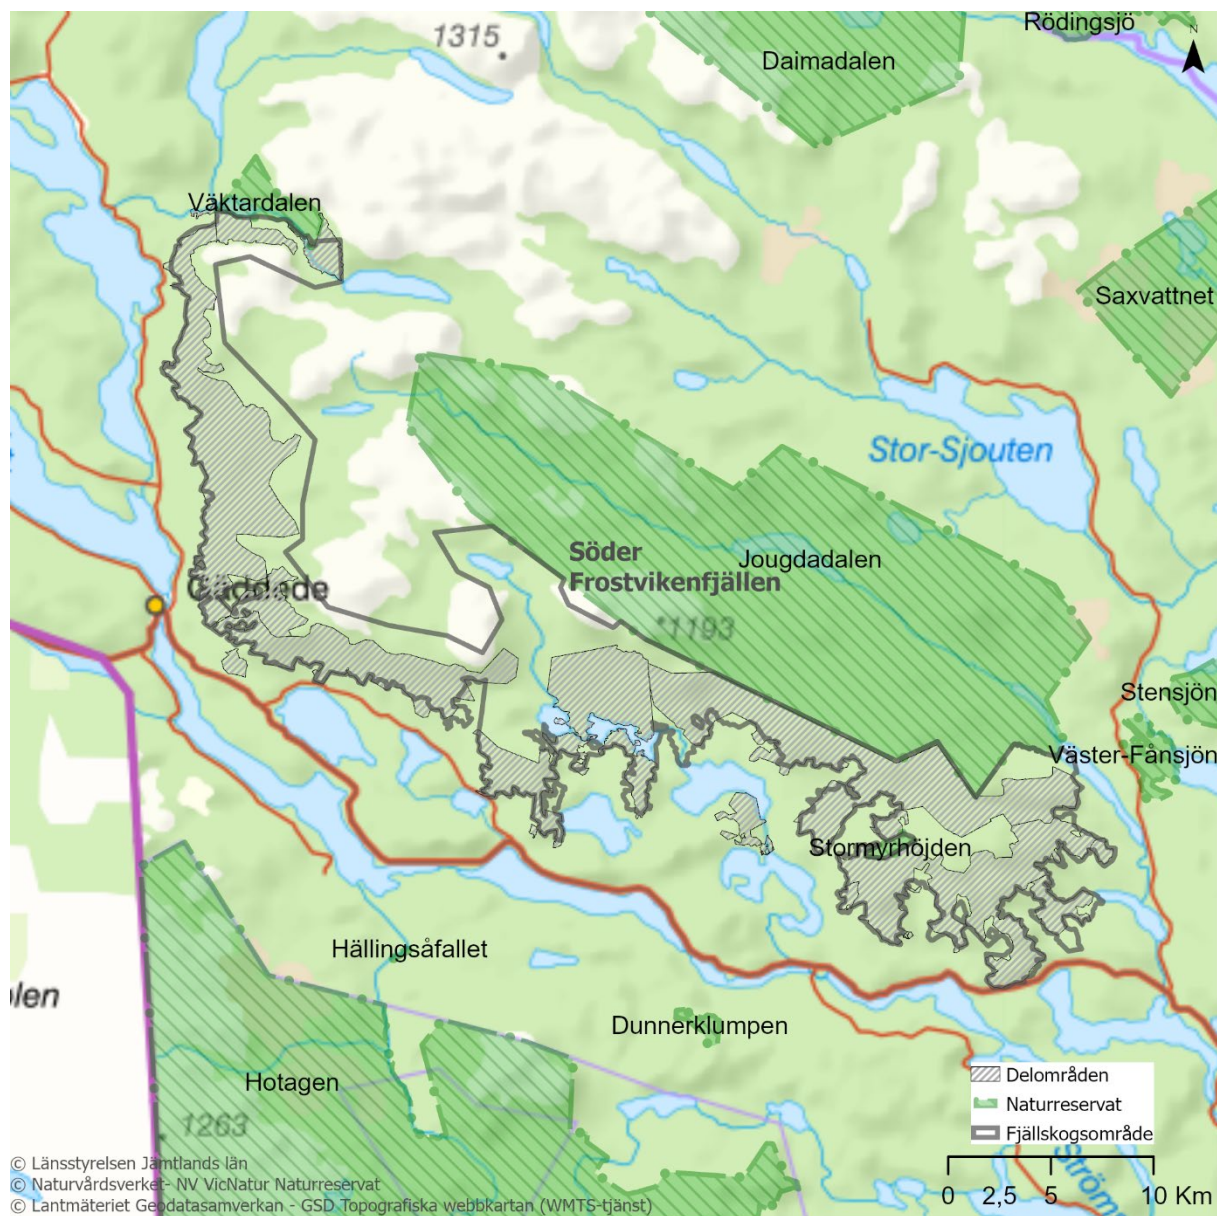 1315
Rödingsjö
N
Daimadalen
Väktardalen
Saxvattnet
Stor-Sjouten
Söder
Frostvikenfjällen
Jougdadalen
Gäddede
1193
Stensjön
Väster-Fånsjön
Stormyrhöjden
Hällingsåfallet
Dunnerklumpen
Hotagen
1263
Delområden
Naturreservat
Fjällskogsområde
© Länsstyrelsen Jämtlands län
© Naturvårdsverket- NV VicNatur Naturreservat
© Lantmäteriet Geodatasamverkan - GSD Topografiska webbkartan (WMTS-tjänst)
0 2,5 5 10 Km